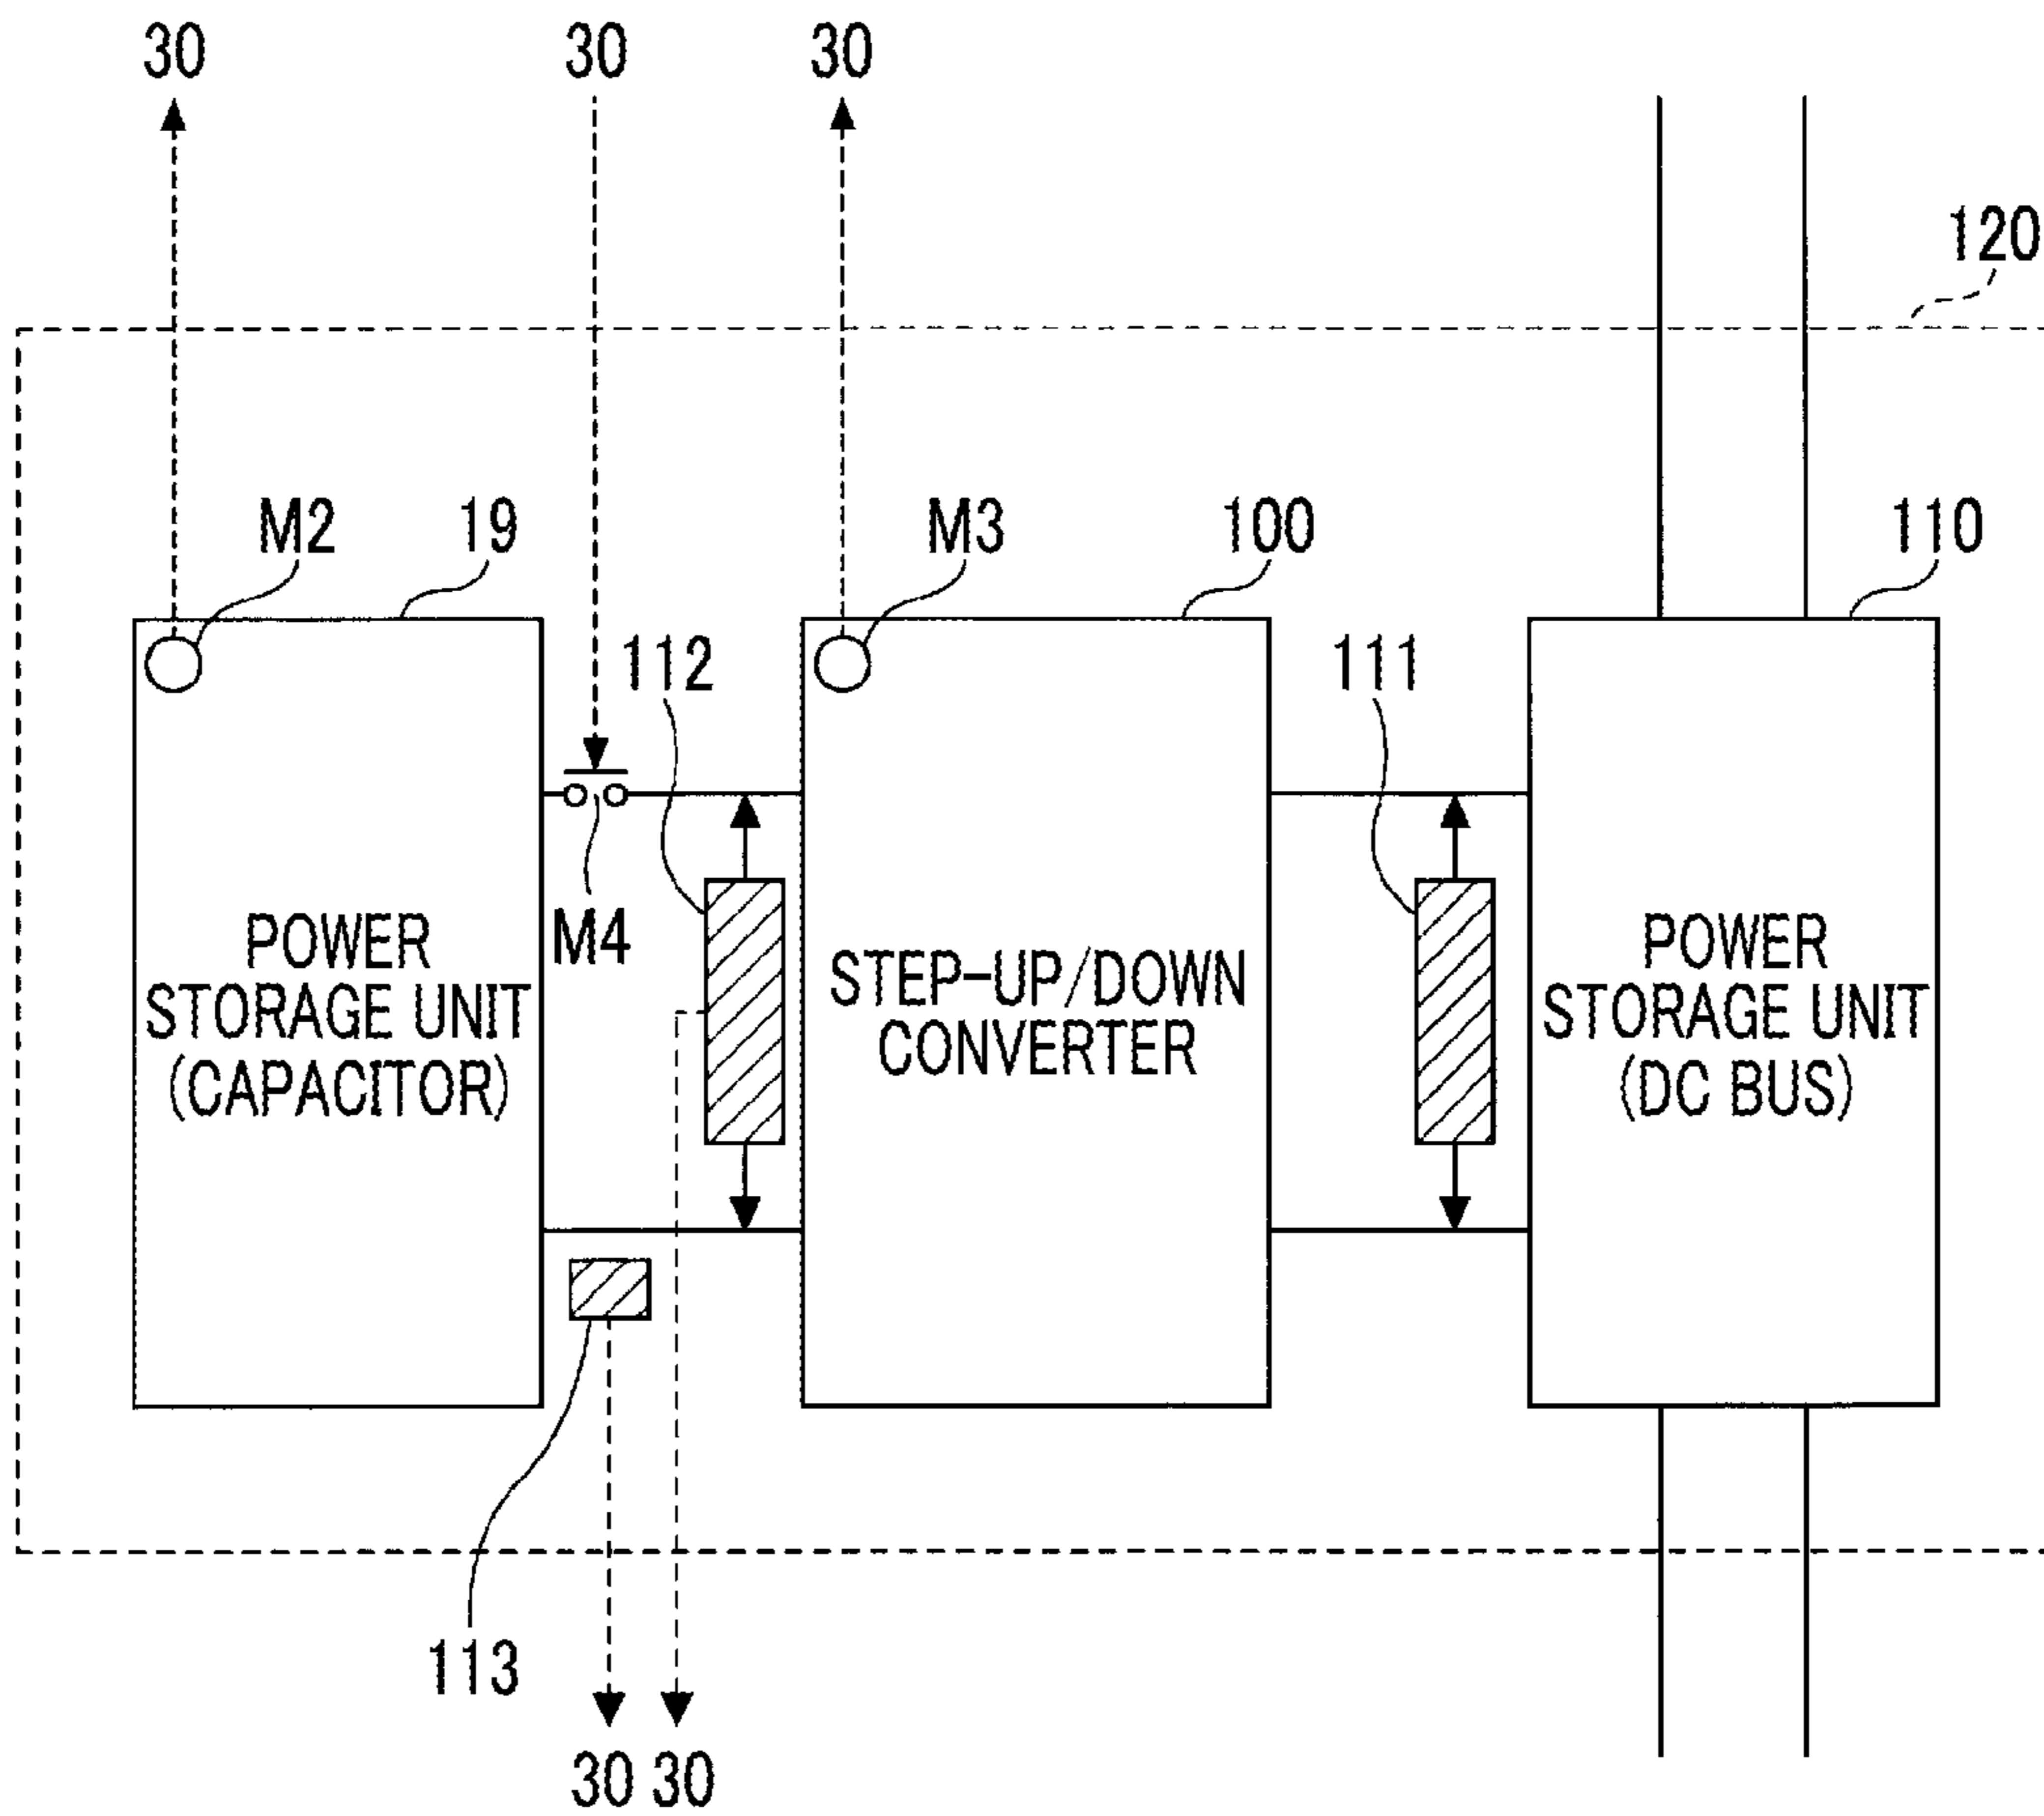 30
30
30
120
M2
19
M3
100
110
112
111
M4
POWER
STORAGE UNIT
(CAPACITOR)
STEP-UP/DOWN
CONVERTER
POWER
STORAGE UNIT
(DC BUS)
113
30
30